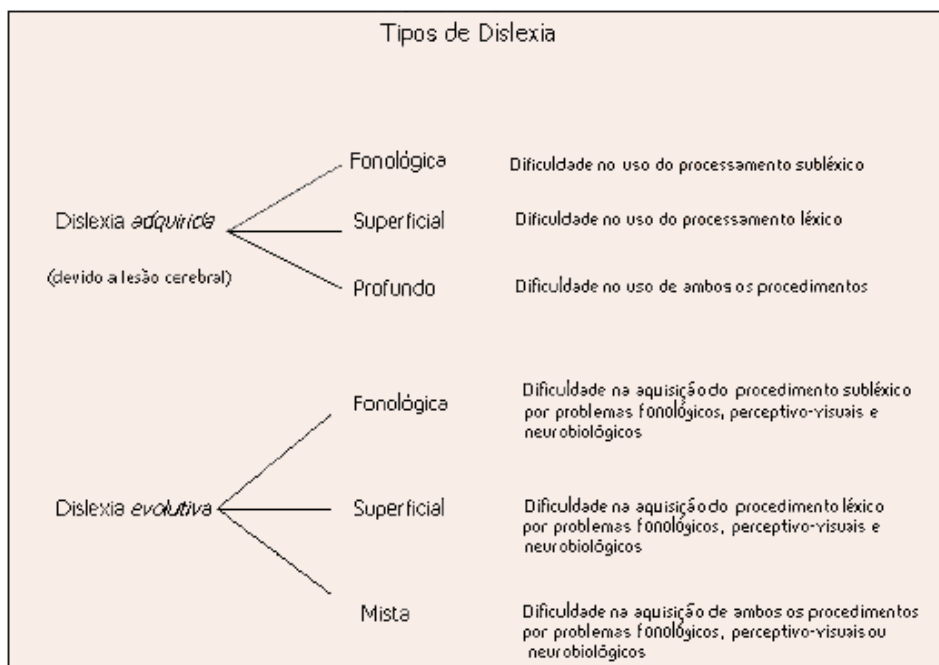 Tipos de Dislexia
Fonológica
Dificuldade no uso do processamento subléxico
Dislexia adquirida
Superficial
Dificuldade no uso do processamento léxico
(devido a lesão cerebral)
Profundo
Dificuldade no uso de ambos os procedimentos
Fonológica
Dificuldade na aquisição do procedimento subléxico
por problemas fonológicos, perceptivo-visuais e
neurobiológicos
Dislexia evolutiva
Superficial
Dificuldade na aquisição do procedimento léxico
por problemas fonológicos, perceptivo-visuais e
neurobiológicos
Mista
Dificuldade na aquisição de ambos os procedimentos
por problemas fonológicos, perceptivo-visuais ou
neurobiológicos